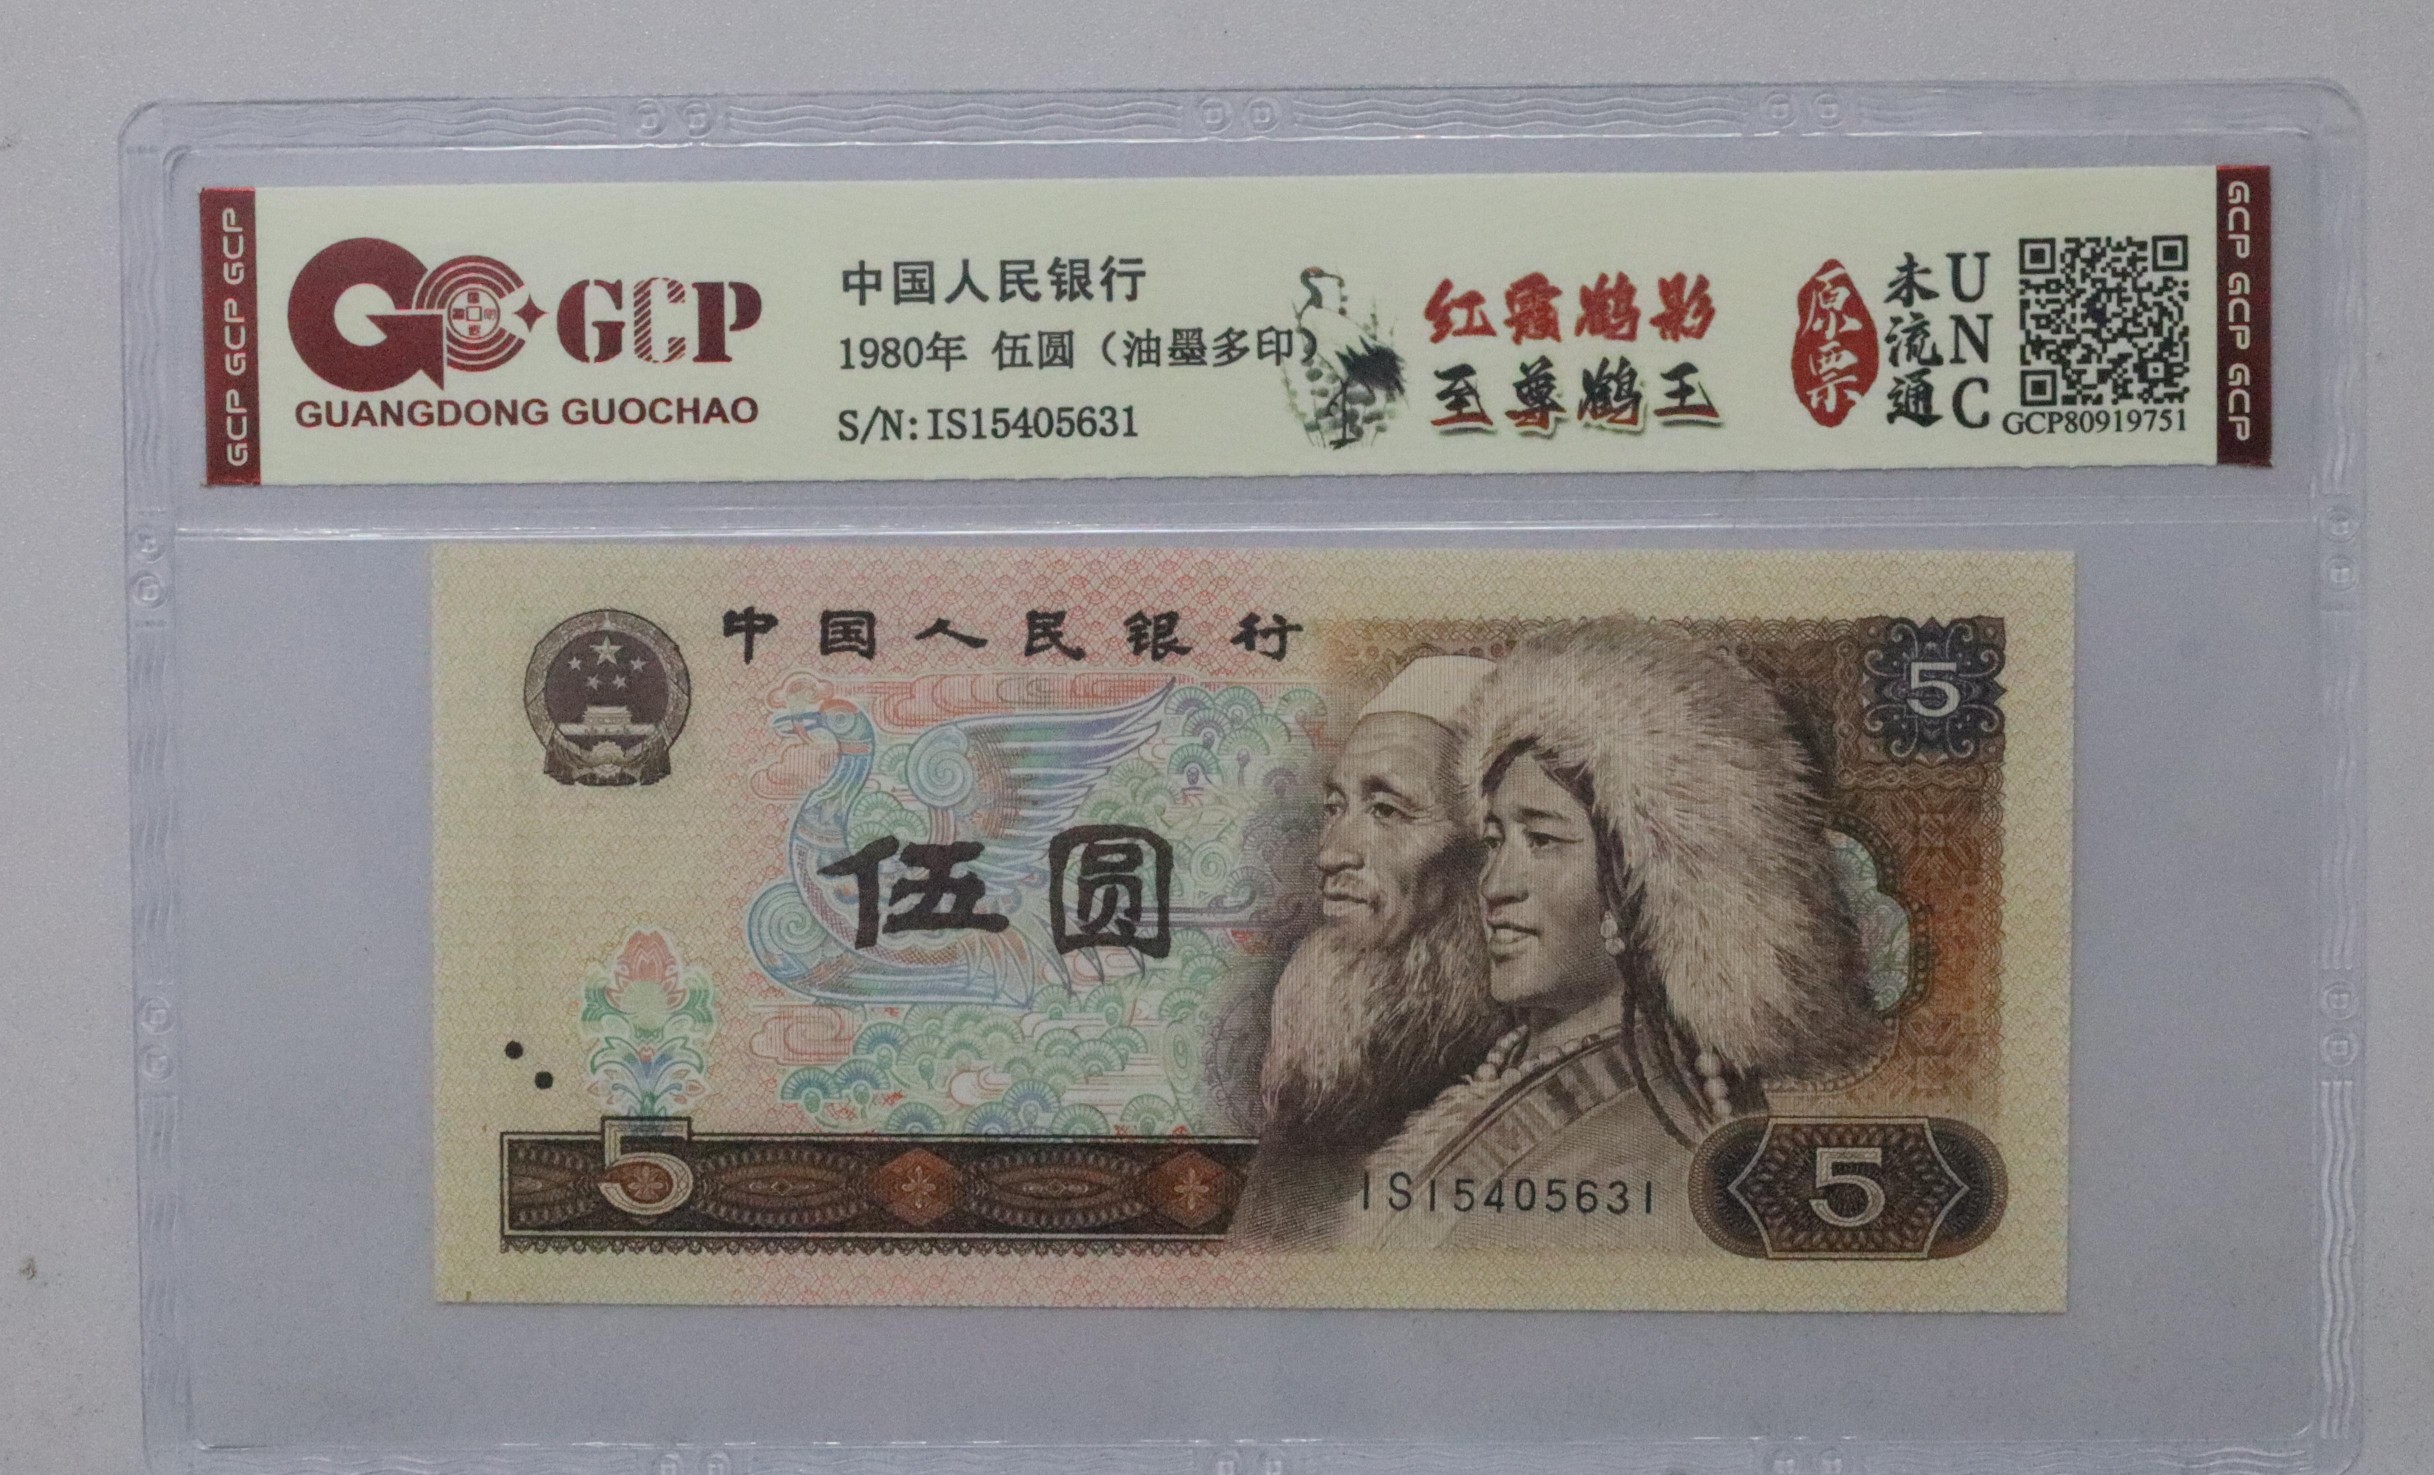 GCP GCP GCP
GCP
GUANGDONG GUOCHAO
中国人民银行
1980年 伍圆（油墨多印）
S/N:IS15405631
红霞鹤影
至尊鹤王
原票
未流通
UNC
GCP80919751
GCP GCP GCP
中国人民银行
5
伍圆
5
IS15405631
5